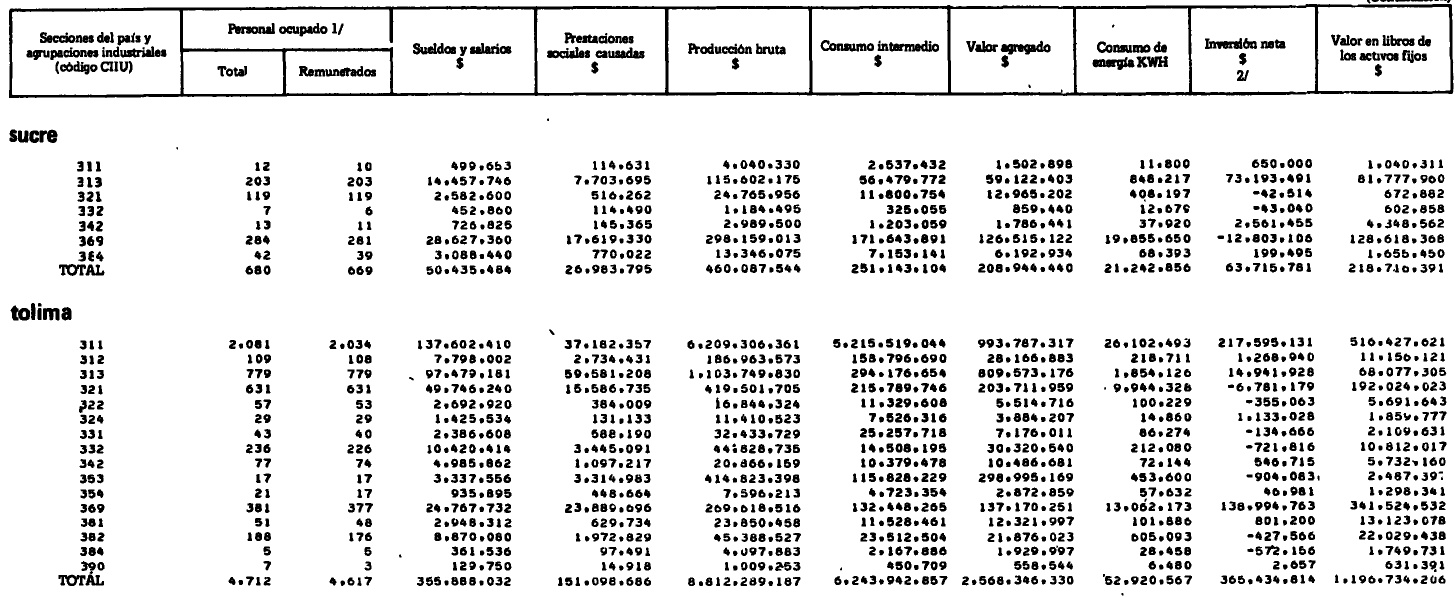 Secciones del país y agrupaciones industriales (código CIIU) | Personal ocupado 1/ Total | Remunerados | Sueldos y salarios $ | Prestaciones sociales causadas $ | Producción bruta $ | Consumo intermedio $ | Valor agregado $ | Consumo de energía KWH | Inversión neta $ 2/ | Valor en libros de los activos fijos $
sucre
311 12 10 499.653 114.631 4.040.330 2.537.432 1.502.898 11.800 650.000 1.040.311
313 203 203 14.457.746 7.703.695 115.602.175 56.479.772 59.122.403 848.217 73.193.491 81.777.960
321 119 119 2.582.600 516.262 24.765.956 11.800.754 12.965.202 408.197 -42.514 672.882
332 7 6 452.860 114.490 1.184.495 325.055 859.440 12.679 -43.040 602.858
342 13 11 726.825 145.365 2.989.500 1.203.059 1.786.441 37.920 2.561.455 4.348.562
369 284 281 28.627.360 17.619.330 298.159.013 171.643.891 126.515.122 19.855.650 -12.803.106 128.618.368
384 42 39 3.088.440 770.022 13.346.075 7.153.141 6.192.934 68.393 199.495 1.655.450
TOTAL 680 669 50.435.484 26.983.795 460.087.544 251.143.104 208.944.440 21.242.856 63.715.781 218.716.391
tolima
311 2.081 2.034 137.602.410 37.182.357 6.209.306.361 5.215.519.044 993.787.317 26.102.493 217.595.131 516.427.621
312 109 108 7.798.002 2.734.431 186.963.573 158.796.690 28.166.883 218.711 1.268.940 11.156.121
313 779 779 97.479.181 59.581.208 1.103.749.830 294.176.654 809.573.176 1.854.126 14.941.928 68.077.305
321 631 631 49.746.240 15.586.735 419.501.705 215.789.746 203.711.959 9.944.328 -6.781.179 192.024.023
322 57 53 2.692.920 384.009 16.844.324 11.329.608 5.514.716 100.229 -355.063 5.691.643
324 29 29 1.425.534 131.133 11.410.523 7.526.316 3.884.207 14.860 1.133.028 1.859.777
331 43 40 2.386.608 588.190 32.433.729 25.257.718 7.176.011 86.274 -134.666 2.109.631
332 236 226 10.420.414 3.445.091 44.828.735 14.508.195 30.320.540 212.080 -721.816 10.812.017
342 77 74 4.985.862 1.097.217 20.866.159 10.379.478 10.486.681 72.144 546.715 5.732.160
353 17 17 3.337.556 3.314.983 414.823.398 115.828.229 298.995.169 453.600 -904.083 2.487.397
354 21 17 935.895 448.664 7.596.213 4.723.354 2.872.859 57.632 46.981 1.298.341
369 381 377 24.767.732 23.889.696 269.618.516 132.448.265 137.170.251 13.062.173 138.994.763 341.524.532
381 51 48 2.948.312 629.734 23.850.458 11.528.461 12.321.997 101.886 801.200 13.123.078
382 188 176 8.870.080 1.972.829 45.388.527 23.512.504 21.876.023 605.093 -427.566 22.029.438
384 5 5 361.536 97.491 4.097.883 2.167.886 1.929.997 28.458 -572.156 1.749.731
390 7 3 129.750 14.918 1.009.253 450.709 558.544 6.480 2.657 631.391
TOTAL 4.712 4.617 355.888.032 151.098.686 8.812.289.187 6.243.942.857 2.568.346.330 52.920.567 365.434.814 1.196.734.206